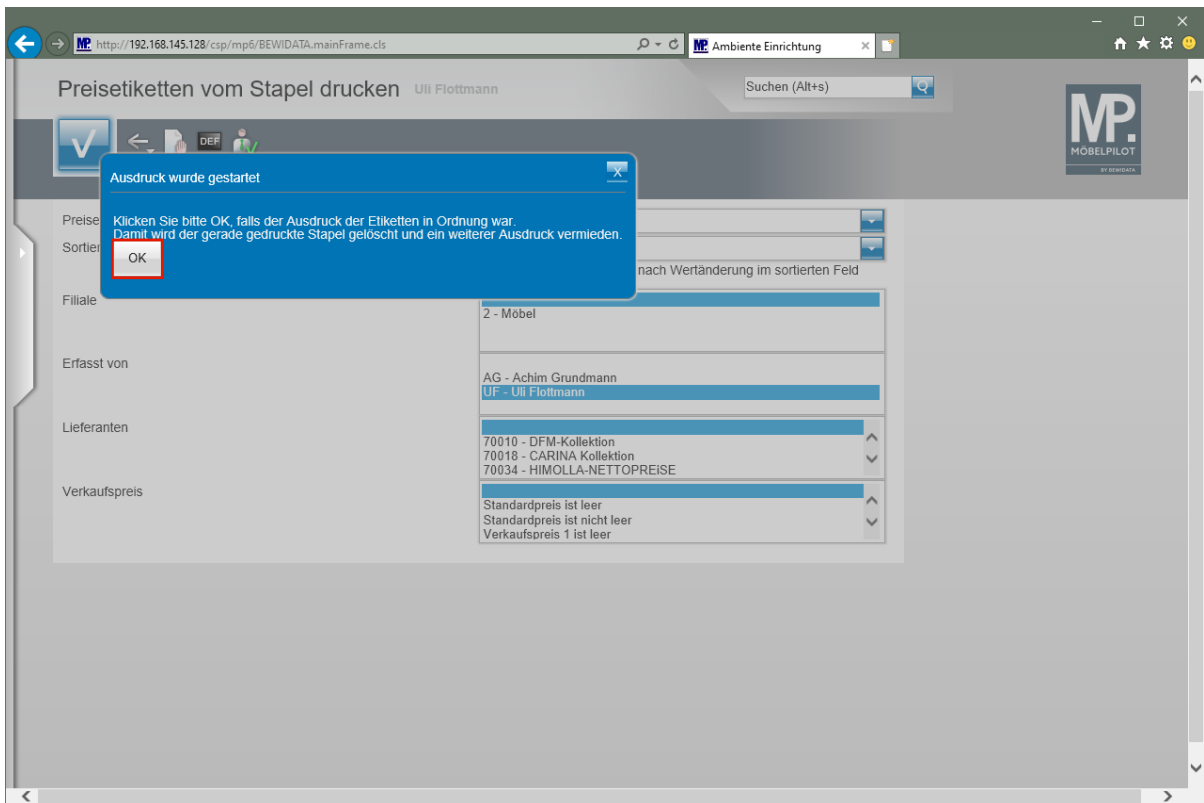 http://192.168.145.128/csp/mp6/BEWIDATA.mainFrame.cls
MP. Ambiente Einrichtung
Preisetiketten vom Stapel drucken Uli Flottmann
Suchen (Alt+s)
MP.
MÖBELPILOT
BY BEWIDATA
DEF
Ausdruck wurde gestartet
X
Klicken Sie bitte OK, falls der Ausdruck der Etiketten in Ordnung war.
Damit wird der gerade gedruckte Stapel gelöscht und ein weiterer Ausdruck vermieden.
OK
Preise
Sortier
nach Wertänderung im sortierten Feld
Filiale
2 - Möbel
Erfasst von
AG - Achim Grundmann
UF - Uli Flottmann
Lieferanten
70010 - DFM-Kollektion
70018 - CARINA Kollektion
70034 - HIMOLLA-NETTOPREiSE
Verkaufspreis
Standardpreis ist leer
Standardpreis ist nicht leer
Verkaufspreis 1 ist leer